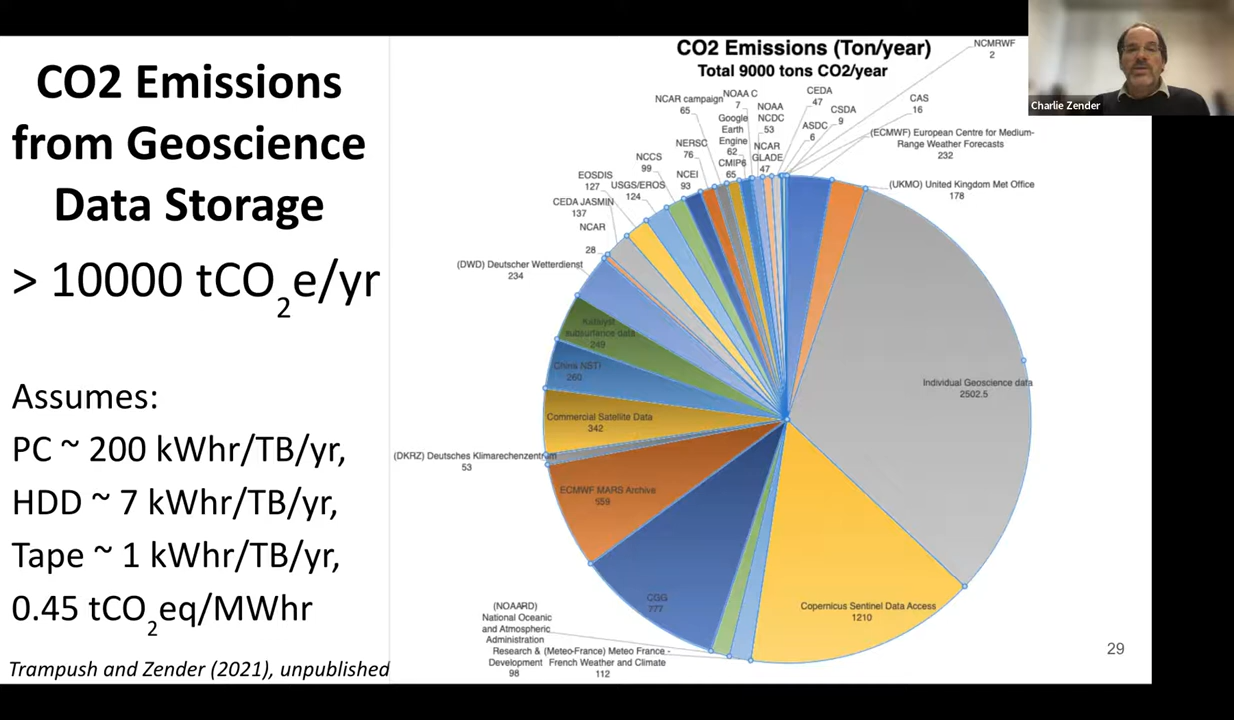 CO2 Emissions
from Geoscience
Data Storage
> 10000 tCO2e/yr
Assumes:
PC ~ 200 kWhr/TB/yr,
HDD ~ 7 kWhr/TB/yr,
Tape ~ 1 kWhr/TB/yr,
0.45 tCO2eq/MWhr
Trampush and Zender (2021), unpublished
CO2 Emissions (Ton/year)
Total 9000 tons CO2/year
NCMRWF
2
CAS
16
(ECMWF) European Centre for Medium-
Range Weather Forecasts
232
(UKMO) United Kingdom Met Office
178
Individual Geoscience data
2502.5
Copernicus Sentinel Data Access
1210
(Meteo-France) Meteo France -
French Weather and Climate
112
(NOAARD)
National Oceanic
and Atmospheric
Administration
Research &
Development
98
CGG
777
ECMWF MARS Archive
559
(DKRZ) Deutsches Klimarechenzentrum
53
Commercial Satellite Data
342
China NSTI
260
Katalyst
subsurface data
249
(DWD) Deutscher Wetterdienst
234
NCAR
28
CEDA JASMIN
137
EOSDIS
127
USGS/EROS
124
NCCS
99
NCEI
93
NERSC
76
NCAR campaign
65
CMIP6
65
Google
Earth
Engine
62
NOAA C
7
NOAA
NCDC
53
NCAR
GLADE
47
CEDA
47
ASDC
6
CSDA
9
29
Charlie Zender